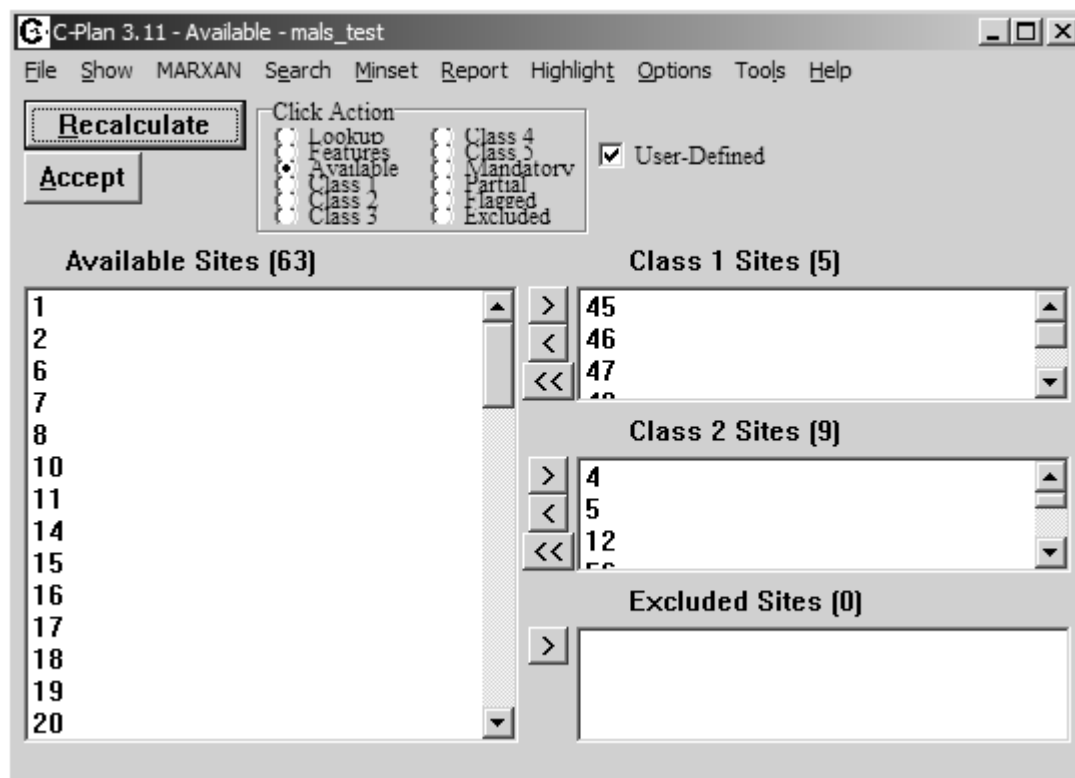 C-Plan 3.11 - Available - mals_test
File Show MARXAN Search Minset Report Highlight Options Tools Help
Recalculate
Accept
Click Action
Lookup
Features
Available
Class 1
Class 2
Class 3
Class 4
Class 5
Mandatory
Partial
Flagged
Excluded
User-Defined
Available Sites (63)
1
2
6
7
8
10
11
14
15
16
17
18
19
20
>
<
<<
Class 1 Sites (5)
45
46
47
>
<
<<
Class 2 Sites (9)
4
5
12
>
Excluded Sites (0)